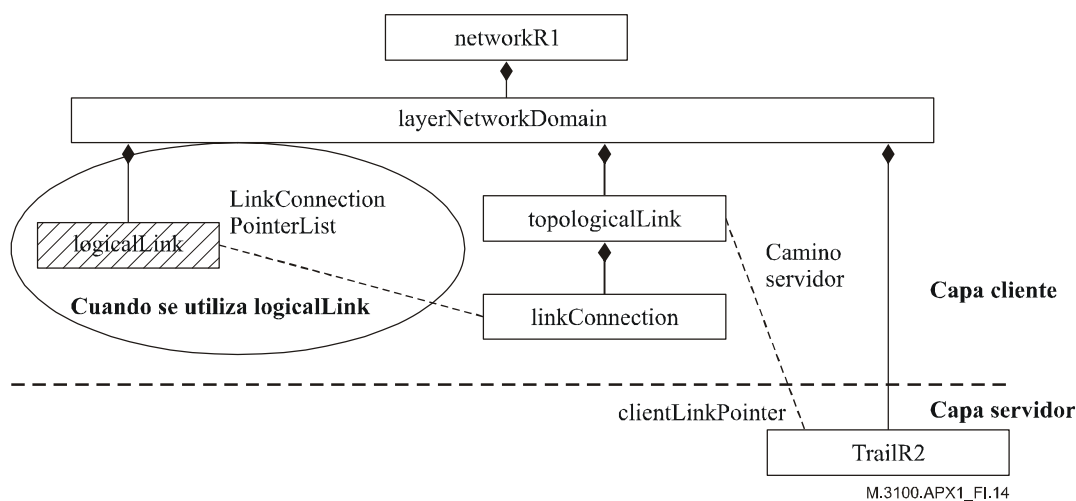 networkR1
layerNetworkDomain
LinkConnection
PointerList
logicalLink
topologicalLink
Camino
servidor
Cuando se utiliza logicalLink
linkConnection
Capa cliente
clientLinkPointer
Capa servidor
TrailR2
M.3100.APX1_FI.14